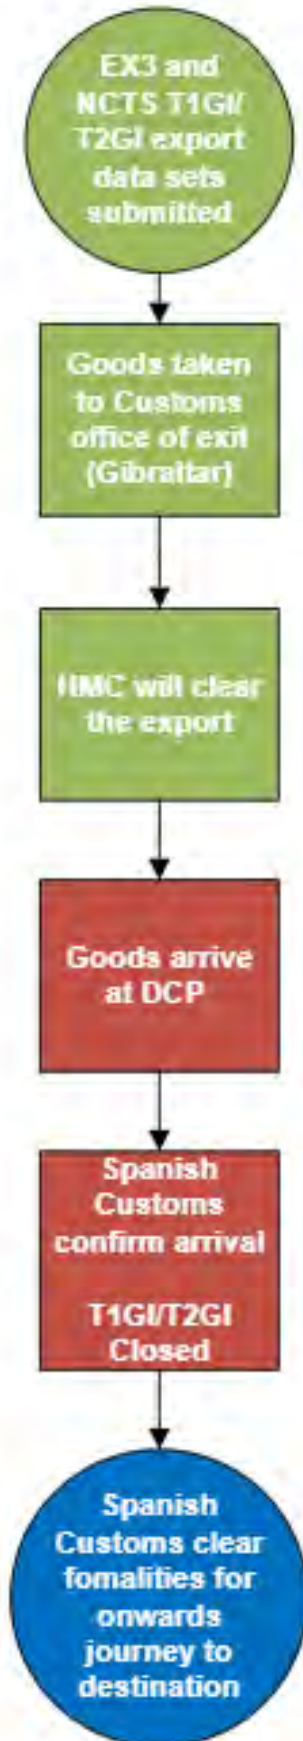 EX3 and
NCTS T1GI/
T2GI export
data sets
submitted
Goods taken
to Customs
office of exit
(Gibraltar)
HMC will clear
the export
Goods arrive
at DCP
Spanish
Customs
confirm arrival
T1GI/T2GI
Closed
Spanish
Customs clear
fomalities for
onwards
journey to
destination